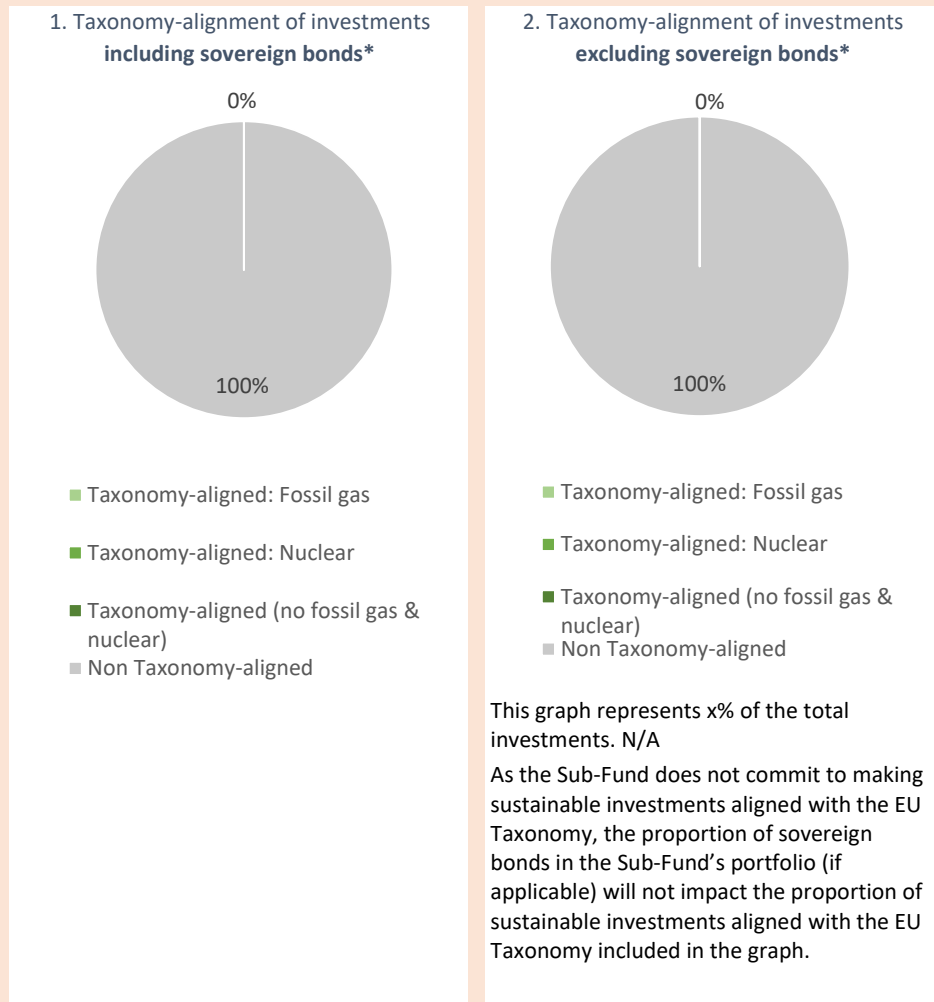 1. Taxonomy-alignment of investments
including sovereign bonds*
0%
100%
Taxonomy-aligned: Fossil gas
Taxonomy-aligned: Nuclear
Taxonomy-aligned (no fossil gas &
nuclear)
Non Taxonomy-aligned
2. Taxonomy-alignment of investments
excluding sovereign bonds*
0%
100%
Taxonomy-aligned: Fossil gas
Taxonomy-aligned: Nuclear
Taxonomy-aligned (no fossil gas &
nuclear)
Non Taxonomy-aligned
This graph represents x% of the total
investments. N/A
As the Sub-Fund does not commit to making
sustainable investments aligned with the EU
Taxonomy, the proportion of sovereign
bonds in the Sub-Fund’s portfolio (if
applicable) will not impact the proportion of
sustainable investments aligned with the EU
Taxonomy included in the graph.